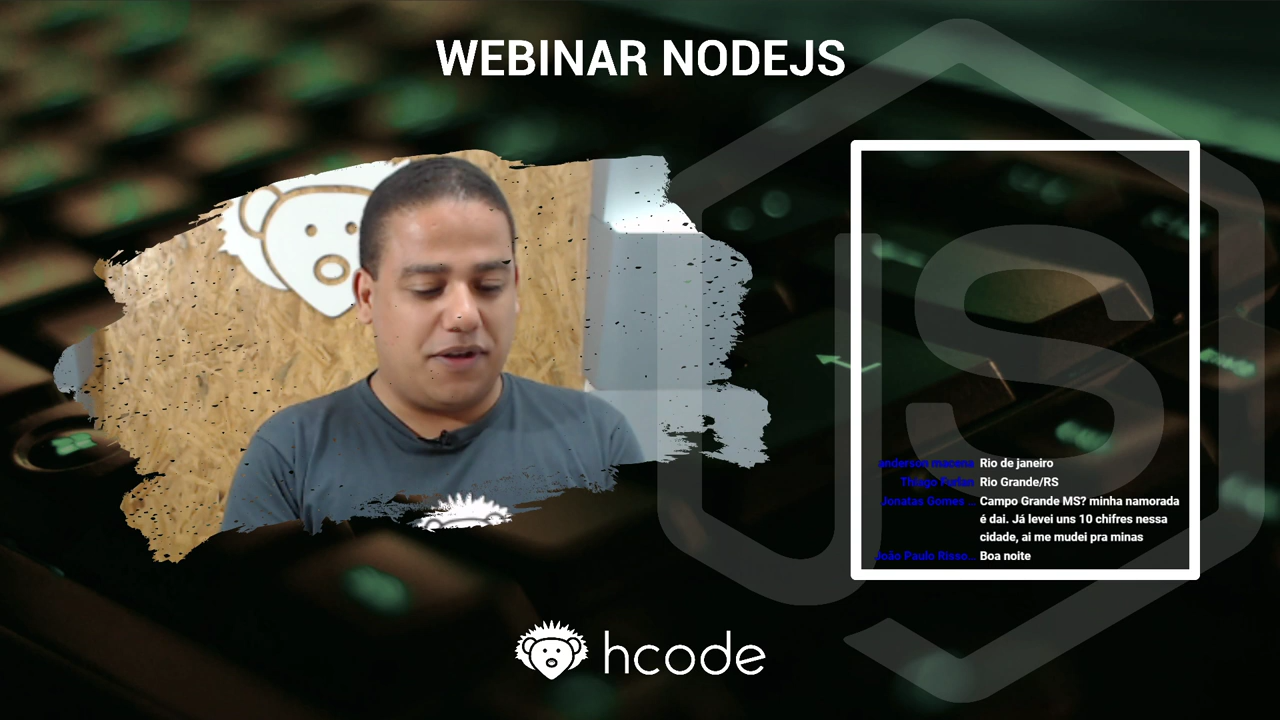 WEBINAR NODEJS
JS
anderson macena Rio de janeiro
Thiago Furlan Rio Grande/RS
Jonatas Gomes ... Campo Grande MS? minha namorada
é dai. Já levei uns 10 chifres nessa
cidade, ai me mudei pra minas
João Paulo Risso... Boa noite
hcode